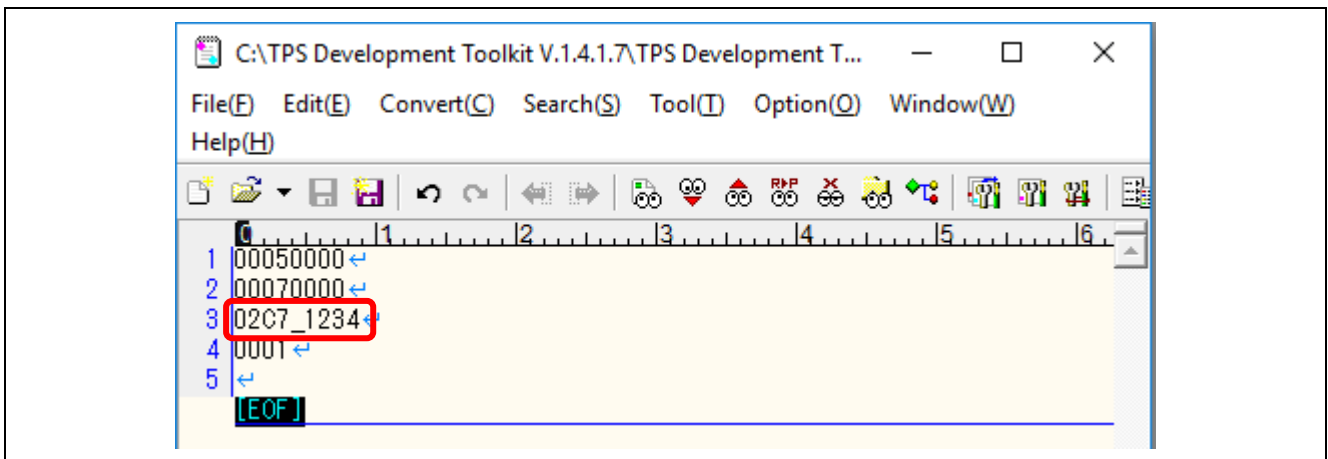 C:\TPS Development Toolkit V.1.4.1.7\TPS Development T...
File(F) Edit(E) Convert(C) Search(S) Tool(T) Option(O) Window(W)
Help(H)
R▸P
0 1 2 3 4 5 6
1 00050000↵
2 00070000↵
3 02C7_1234↵
4 0001↵
5 ↵
[EOF]